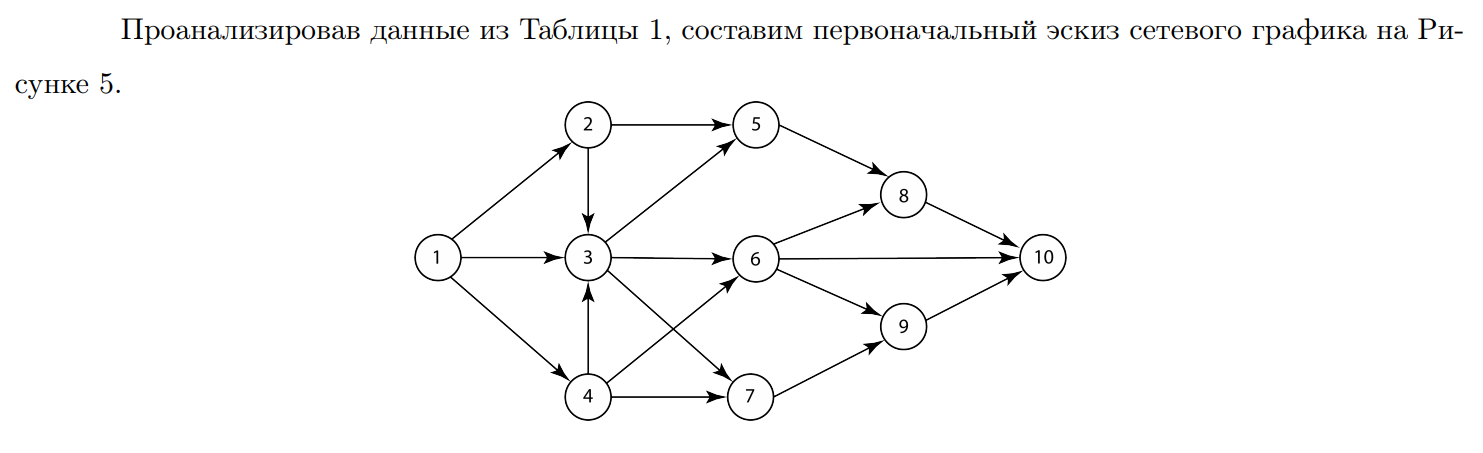 Проанализировав данные из Таблицы 1, составим первоначальный эскиз сетевого графика на Ри-
сунке 5.
2 5
8
1 3 6 10
9
4 7